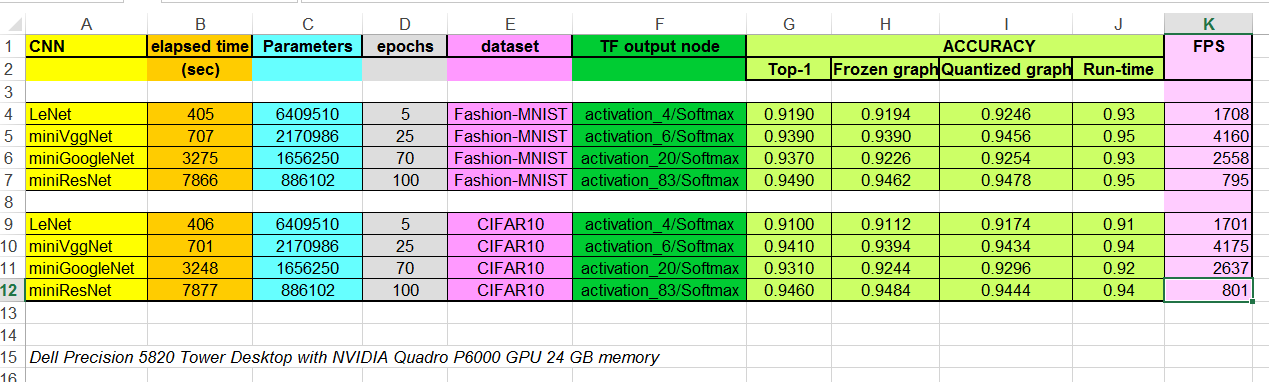 A B C D E F G H I J K
1 CNN elapsed time Parameters epochs dataset TF output node ACCURACY FPS
2 (sec) Top-1 Frozen graph Quantized graph Run-time
3
4 LeNet 405 6409510 5 Fashion-MNIST activation_4/Softmax 0.9190 0.9194 0.9246 0.93 1708
5 miniVggNet 707 2170986 25 Fashion-MNIST activation_6/Softmax 0.9390 0.9390 0.9456 0.95 4160
6 miniGoogleNet 3275 1656250 70 Fashion-MNIST activation_20/Softmax 0.9370 0.9226 0.9254 0.93 2558
7 miniResNet 7866 886102 100 Fashion-MNIST activation_83/Softmax 0.9490 0.9462 0.9478 0.95 795
8
9 LeNet 406 6409510 5 CIFAR10 activation_4/Softmax 0.9100 0.9112 0.9174 0.91 1701
10 miniVggNet 701 2170986 25 CIFAR10 activation_6/Softmax 0.9410 0.9394 0.9434 0.94 4175
11 miniGoogleNet 3248 1656250 70 CIFAR10 activation_20/Softmax 0.9310 0.9244 0.9296 0.92 2637
12 miniResNet 7877 886102 100 CIFAR10 activation_83/Softmax 0.9460 0.9484 0.9444 0.94 801
13
14
15 Dell Precision 5820 Tower Desktop with NVIDIA Quadro P6000 GPU 24 GB memory
16